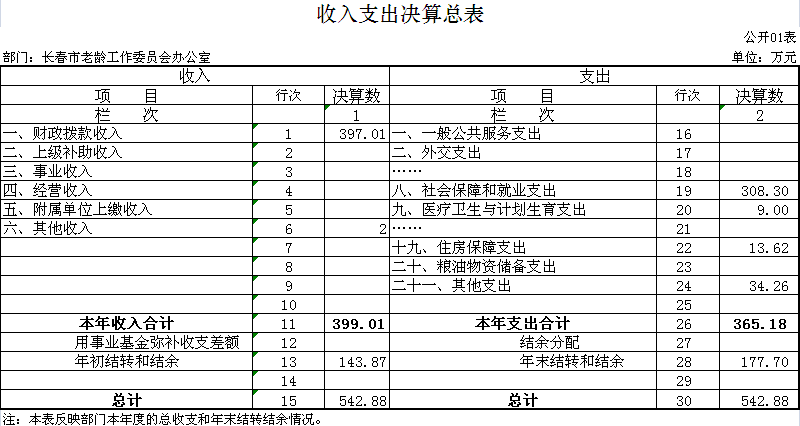 收入支出决算总表
公开01表
部门：长春市老龄工作委员会办公室 单位：万元
收入 支出
项 目 行次 决算数 项 目 行次 决算数
栏 次 1 栏 次 2
一、财政拨款收入 1 397.01 一、一般公共服务支出 16
二、上级补助收入 2 二、外交支出 17
三、事业收入 3 …… 18
四、经营收入 4 八、社会保障和就业支出 19 308.30
五、附属单位上缴收入 5 九、医疗卫生与计划生育支出 20 9.00
六、其他收入 6 2 …… 21
7 十九、住房保障支出 22 13.62
8 二十、粮油物资储备支出 23
9 二十一、其他支出 24 34.26
10 25
本年收入合计 11 399.01 本年支出合计 26 365.18
用事业基金弥补收支差额 12 结余分配 27
年初结转和结余 13 143.87 年末结转和结余 28 177.70
14 29
总计 15 542.88 总计 30 542.88
注：本表反映部门本年度的总收支和年末结转结余情况。